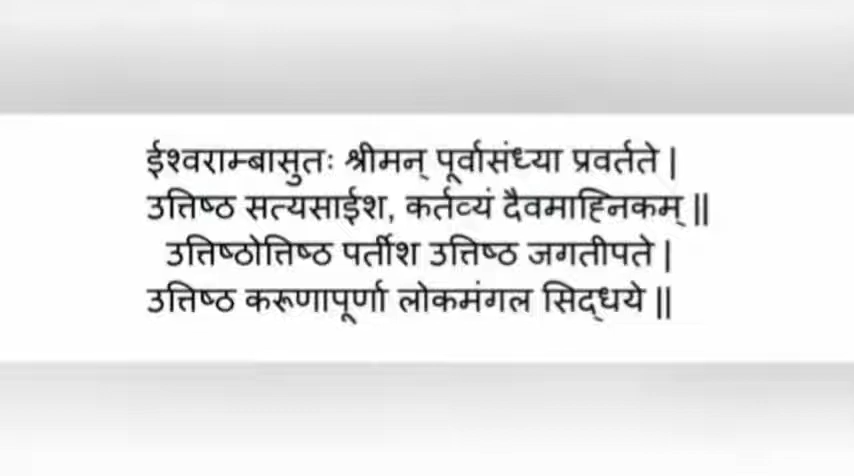 ईश्वराम्बासुतः श्रीमन् पूर्वासंध्या प्रवर्तते |
उत्तिष्ठ सत्यसाईश, कर्तव्यं दैवमाह्निकम् ||
उत्तिष्ठोत्तिष्ठ पर्तीश उत्तिष्ठ जगतीपते |
उत्तिष्ठ करूणापूर्णा लोकमंगल सिद्धये ||